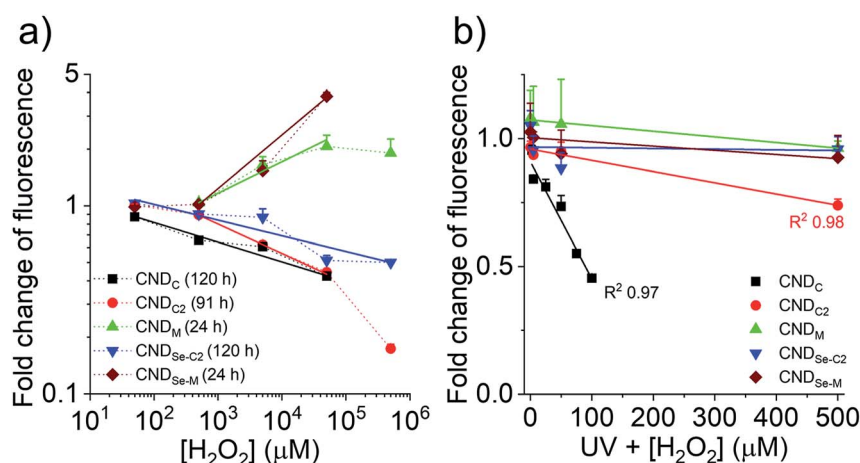 a)
Fold change of fluorescence
5
1
0.1
CND_C (120 h)
CND_C2 (91 h)
CND_M (24 h)
CND_Se-C2 (120 h)
CND_Se-M (24 h)
10¹ 10² 10³ 10⁴ 10⁵ 10⁶
[H₂O₂] (μM)
b)
Fold change of fluorescence
1.0
0.5
0.0
R² 0.98
R² 0.97
CND_C
CND_C2
CND_M
CND_Se-C2
CND_Se-M
0 100 200 300 400 500
UV + [H₂O₂] (μM)